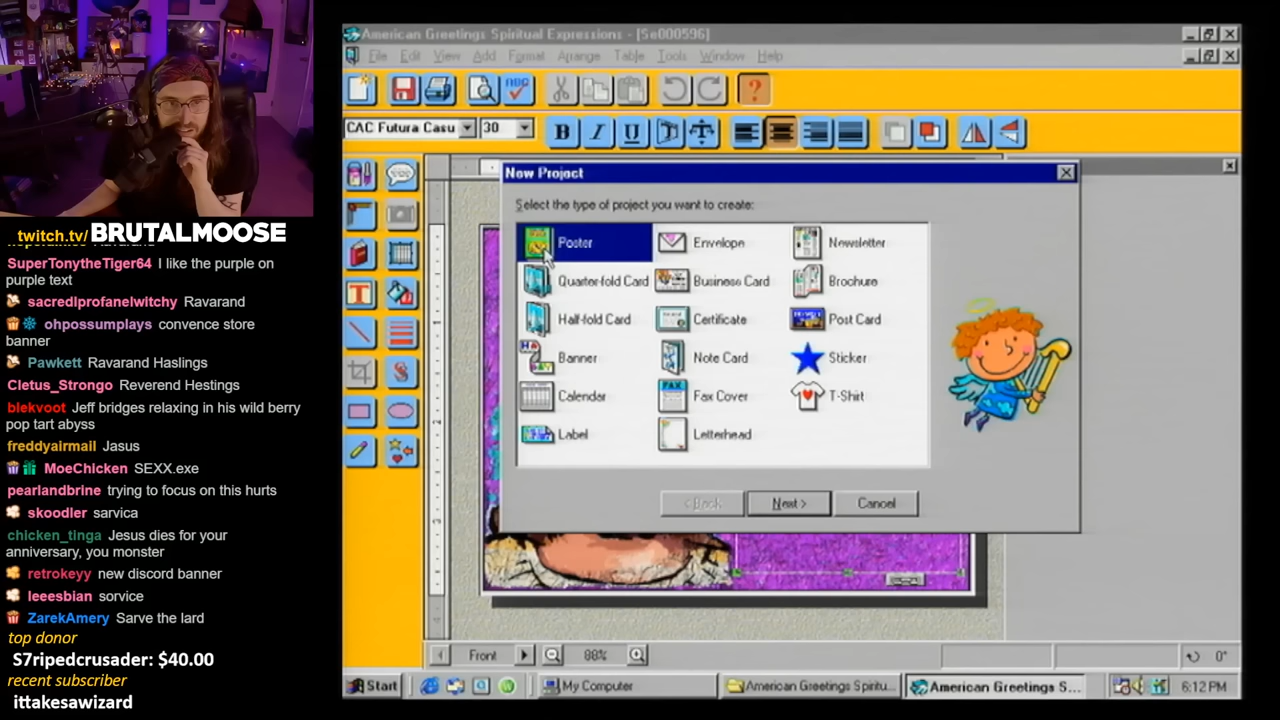 twitch.tv/BRUTALMOOSE
SuperTonytheTiger64 I like the purple on
purple text
sacredlprofanelwitchy Ravarand
ohpossumplays convence store
banner
Pawkett Ravarand Haslings
Cletus_Strongo Reverend Hestings
blekvoot Jeff bridges relaxing in his wild berry
pop tart abyss
freddyairmail Jasus
MoeChicken SEXX.exe
pearlandbrine trying to focus on this hurts
skoodler sarvica
chicken_tinga Jesus dies for your
anniversary, you monster
retrokeyy new discord banner
leeesbian sorvice
ZarekAmery Sarve the lard
top donor
S7ripedcrusader: $40.00
recent subscriber
ittakesawizard
American Greetings Spiritual Expressions - [Se000596]
File Edit View Add Format Arrange Table Tools Window Help
ABC ?
CAC Futura Casu 30 B I U
New Project
Select the type of project you want to create:
Poster Envelope Newsletter
Quarter-fold Card Business Card Brochure
Half-fold Card Certificate Post Card
Banner Note Card Sticker
Calendar FAX Fax Cover T-Shirt
Label Letterhead
< Back Next > Cancel
Front 88% 0°
Start My Computer American Greetings Spiritu... American Greetings S... 6:12 PM